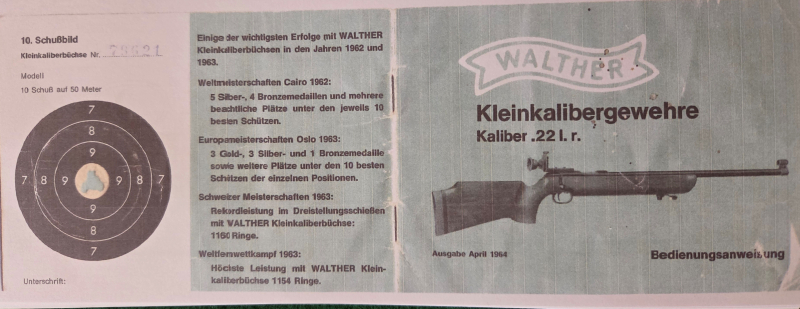 10. Schußbild
Kleinkaliberbüchse Nr.
Modell
10 Schuß auf 50 Meter
7
8
9
7 8 9 9 8 7
9
8
7
Unterschrift:
Einige der wichtigsten Erfolge mit WALTHER
Kleinkaliberbüchsen in den Jahren 1962 und
1963.
Weltmeisterschaften Cairo 1962:
5 Silber-, 4 Bronzemedaillen und mehrere
beachtliche Plätze unter den jeweils 10
besten Schützen.
Europameisterschaften Oslo 1963:
3 Gold-, 3 Silber- und 1 Bronzemedaille
sowie weitere Plätze unter den 10 besten
Schützen der einzelnen Positionen.
Schweizer Meisterschaften 1963:
Rekordleistung im Dreistellungsschießen
mit WALTHER Kleinkaliberbüchse:
1160 Ringe.
Weltfernwettkampf 1963:
Höchste Leistung mit WALTHER Klein-
kaliberbüchse 1154 Ringe.
WALTHER
Kleinkalibergewehre
Kaliber .22 l. r.
Ausgabe April 1964
Bedienungsanweisung